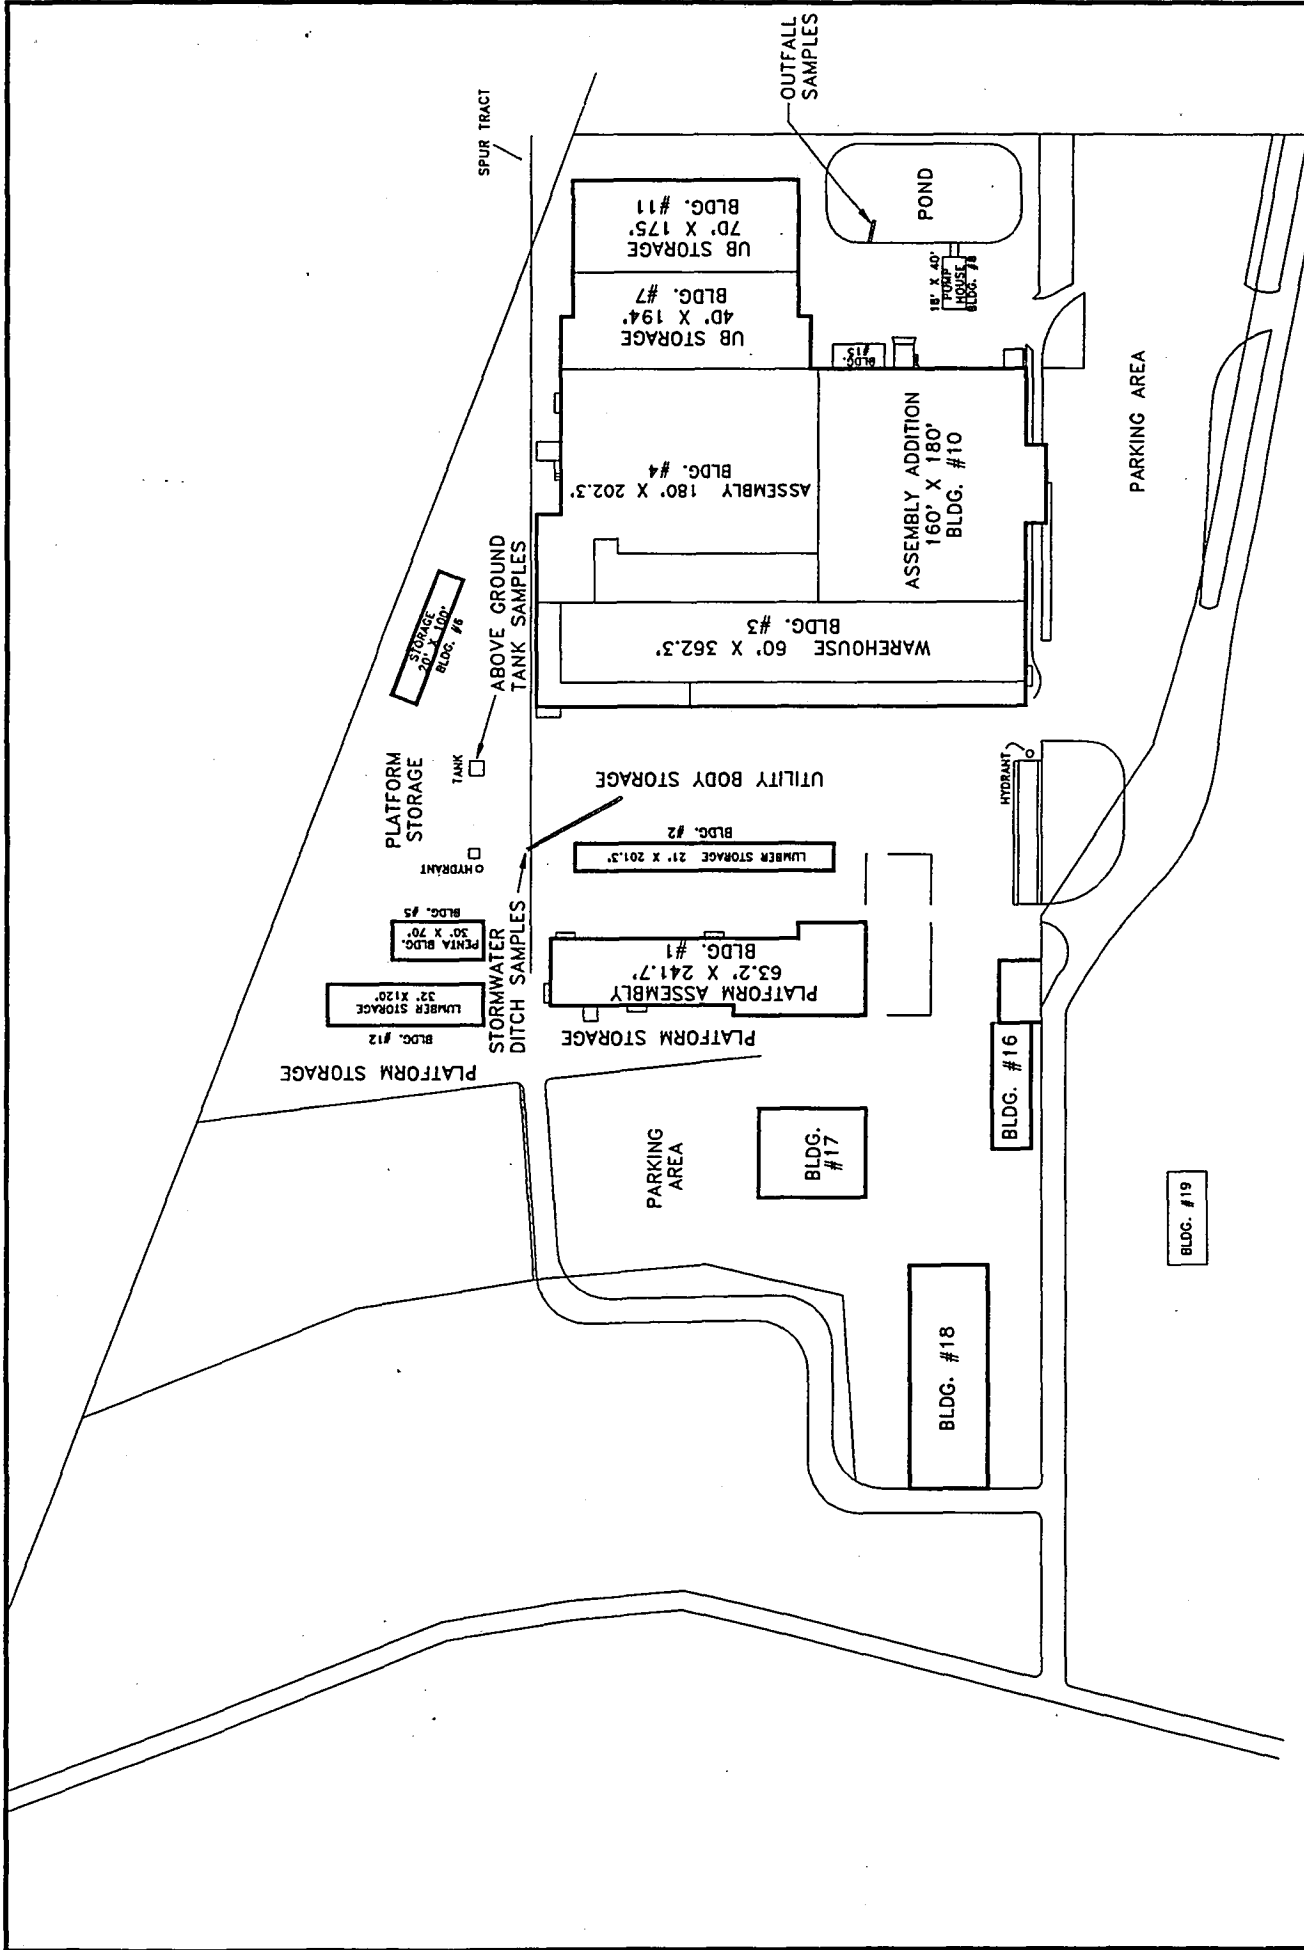 SPUR TRACT
OUTFALL
SAMPLES
UB STORAGE
70' X 175'
BLDG. #11
UB STORAGE
40' X 194'
BLDG. #7
POND
16' X 40'
PUMP
HOUSE
BLDG. #8
BLDG.
#15
ASSEMBLY 180' X 202.3'
BLDG. #4
ASSEMBLY ADDITION
160' X 180'
BLDG. #10
PARKING AREA
STORAGE
20' X 100'
BLDG. #6
ABOVE GROUND
TANK SAMPLES
WAREHOUSE 60' X 362.3'
BLDG. #3
PLATFORM
STORAGE
TANK
HYDRANT
UTILITY BODY STORAGE
LUMBER STORAGE 21' X 201.3'
BLDG. #2
HYDRANT
PENTA BLDG.
30' X 70'
BLDG. #5
STORMWATER
DITCH SAMPLES
PLATFORM ASSEMBLY
63.2' X 241.7'
BLDG. #1
LUMBER STORAGE
32' X120'
BLDG. #12
PLATFORM STORAGE
PLATFORM STORAGE
BLDG. #16
PARKING
AREA
BLDG.
#17
BLDG. #18
BLDG. #19